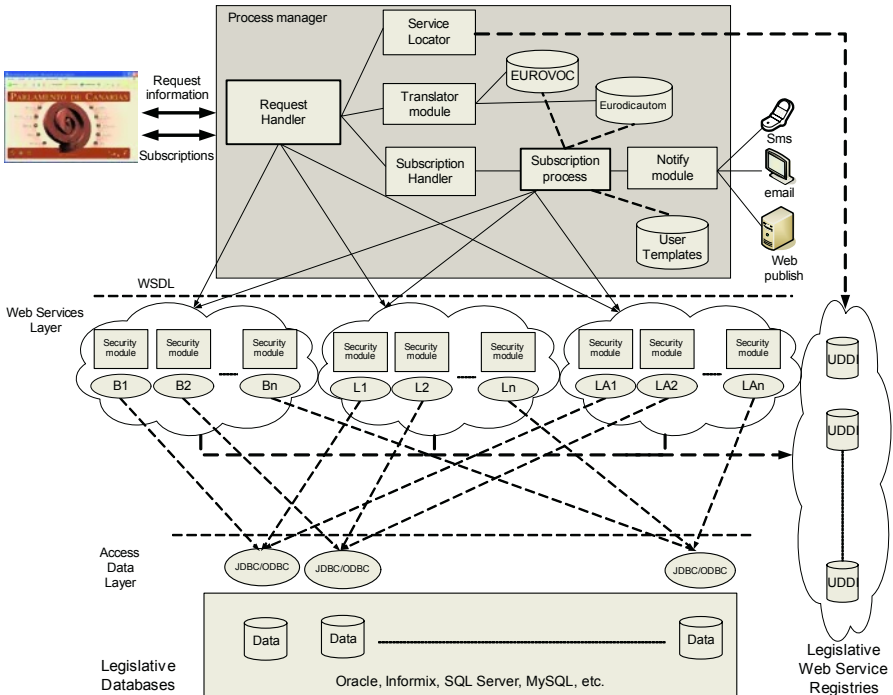 Process manager
Service
Locator
Request
information
Request
Handler
Translator
module
EUROVOC
Eurodicautom
PARLAMENTO DE CANARIAS
Subscriptions
Subscription
Handler
Subscription
process
Notify
module
Sms
email
User
Templates
Web
publish
WSDL
Web Services
Layer
Security
module
Security
module
Security
module
Security
module
Security
module
Security
module
Security
module
Security
module
Security
module
B1
B2
Bn
L1
L2
Ln
LA1
LA2
LAn
UDDI
UDDI
UDDI
Access
Data
Layer
JDBC/ODBC
JDBC/ODBC
JDBC/ODBC
Data
Data
Data
Legislative
Databases
Oracle, Informix, SQL Server, MySQL, etc.
Legislative
Web Service
Registries